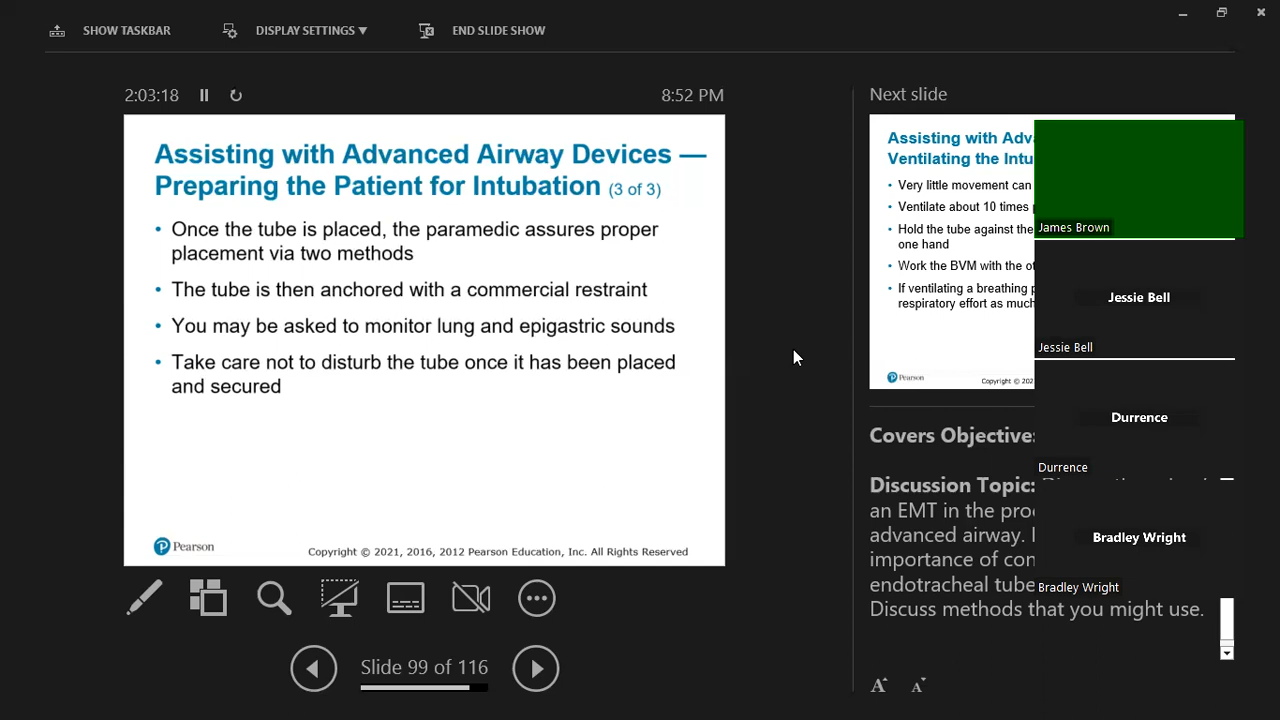 SHOW TASKBAR
DISPLAY SETTINGS ▼
END SLIDE SHOW
2:03:18
8:52 PM
Assisting with Advanced Airway Devices —
Preparing the Patient for Intubation (3 of 3)
• Once the tube is placed, the paramedic assures proper
placement via two methods
• The tube is then anchored with a commercial restraint
• You may be asked to monitor lung and epigastric sounds
• Take care not to disturb the tube once it has been placed
and secured
Pearson
Copyright © 2021, 2016, 2012 Pearson Education, Inc. All Rights Reserved
Slide 99 of 116
Next slide
Assisting with Adv
Ventilating the Intu
• Very little movement can
• Ventilate about 10 times
• Hold the tube against the
one hand
• Work the BVM with the ot
• If ventilating a breathing
respiratory effort as much
Pearson
Copyright © 202
Covers Objective
Discussion Topic:
an EMT in the pro
advanced airway.
importance of con
endotracheal tube
Discuss methods that you might use.
A A
James Brown
Jessie Bell
Jessie Bell
Durrence
Durrence
Bradley Wright
Bradley Wright